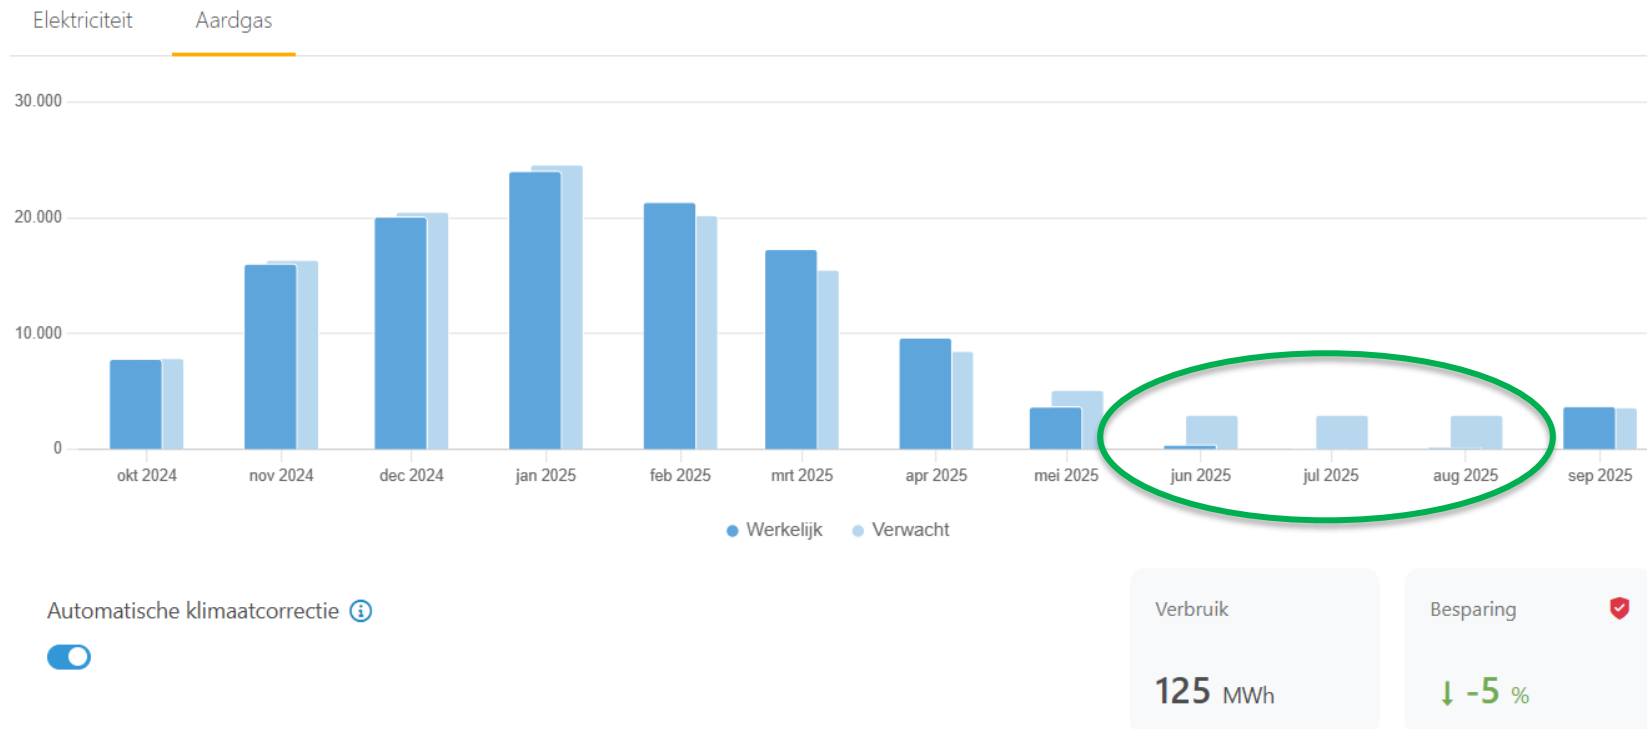 Elektriciteit Aardgas
30.000
20.000
10.000
0
okt 2024 nov 2024 dec 2024 jan 2025 feb 2025 mrt 2025 apr 2025 mei 2025 jun 2025 jul 2025 aug 2025 sep 2025
Werkelijk Verwacht
Automatische klimaatcorrectie
Verbruik
125 MWh
Besparing
-5 %